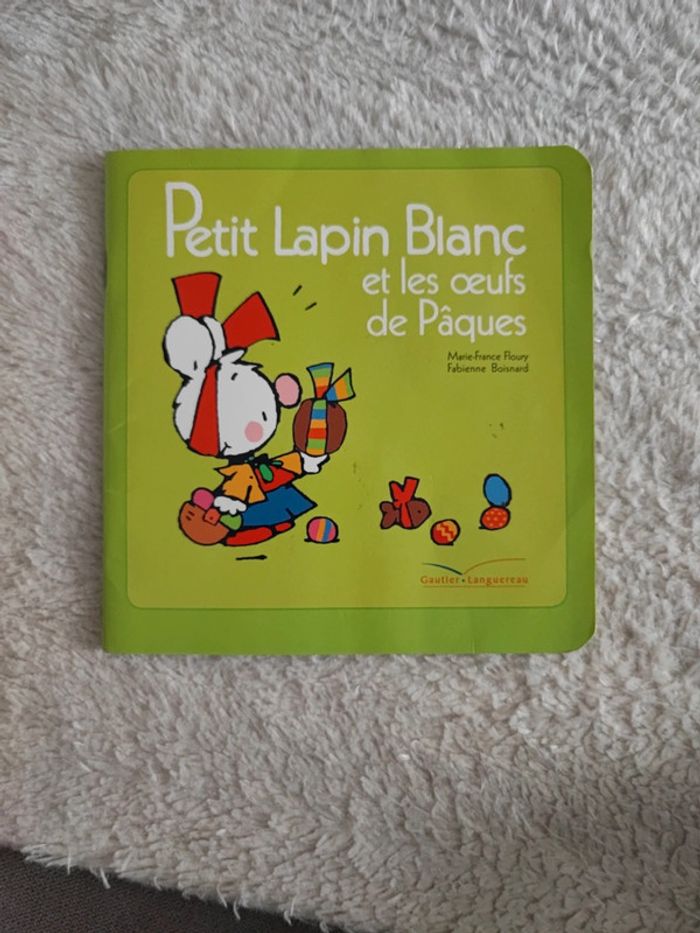 Petit Lapin Blanc
et les œufs
de Pâques
Marie-France Floury
Fabienne Boisnard
Gautier • Languereau